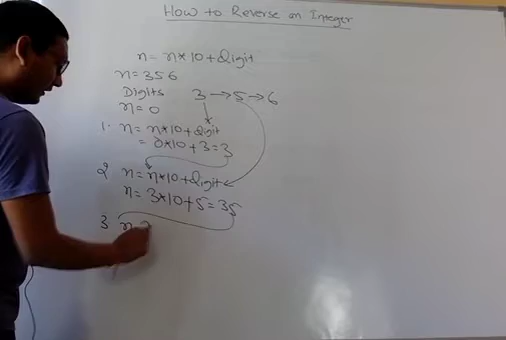 How to Reverse an Integer
n = n*10 + digit
n = 356
Digits
3 → 5 → 6
n = 0
1. n = n*10 + digit
= 0*10 + 3 = 3
2 n = n*10 + digit
n = 3*10 + 5 = 35
3 n =